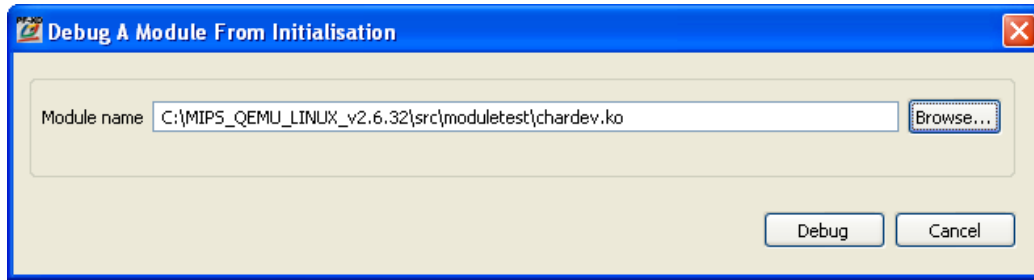 Debug A Module From Initialisation
Module name C:\MIPS_QEMU_LINUX_v2.6.32\src\moduletest\chardev.ko Browse...
Debug Cancel